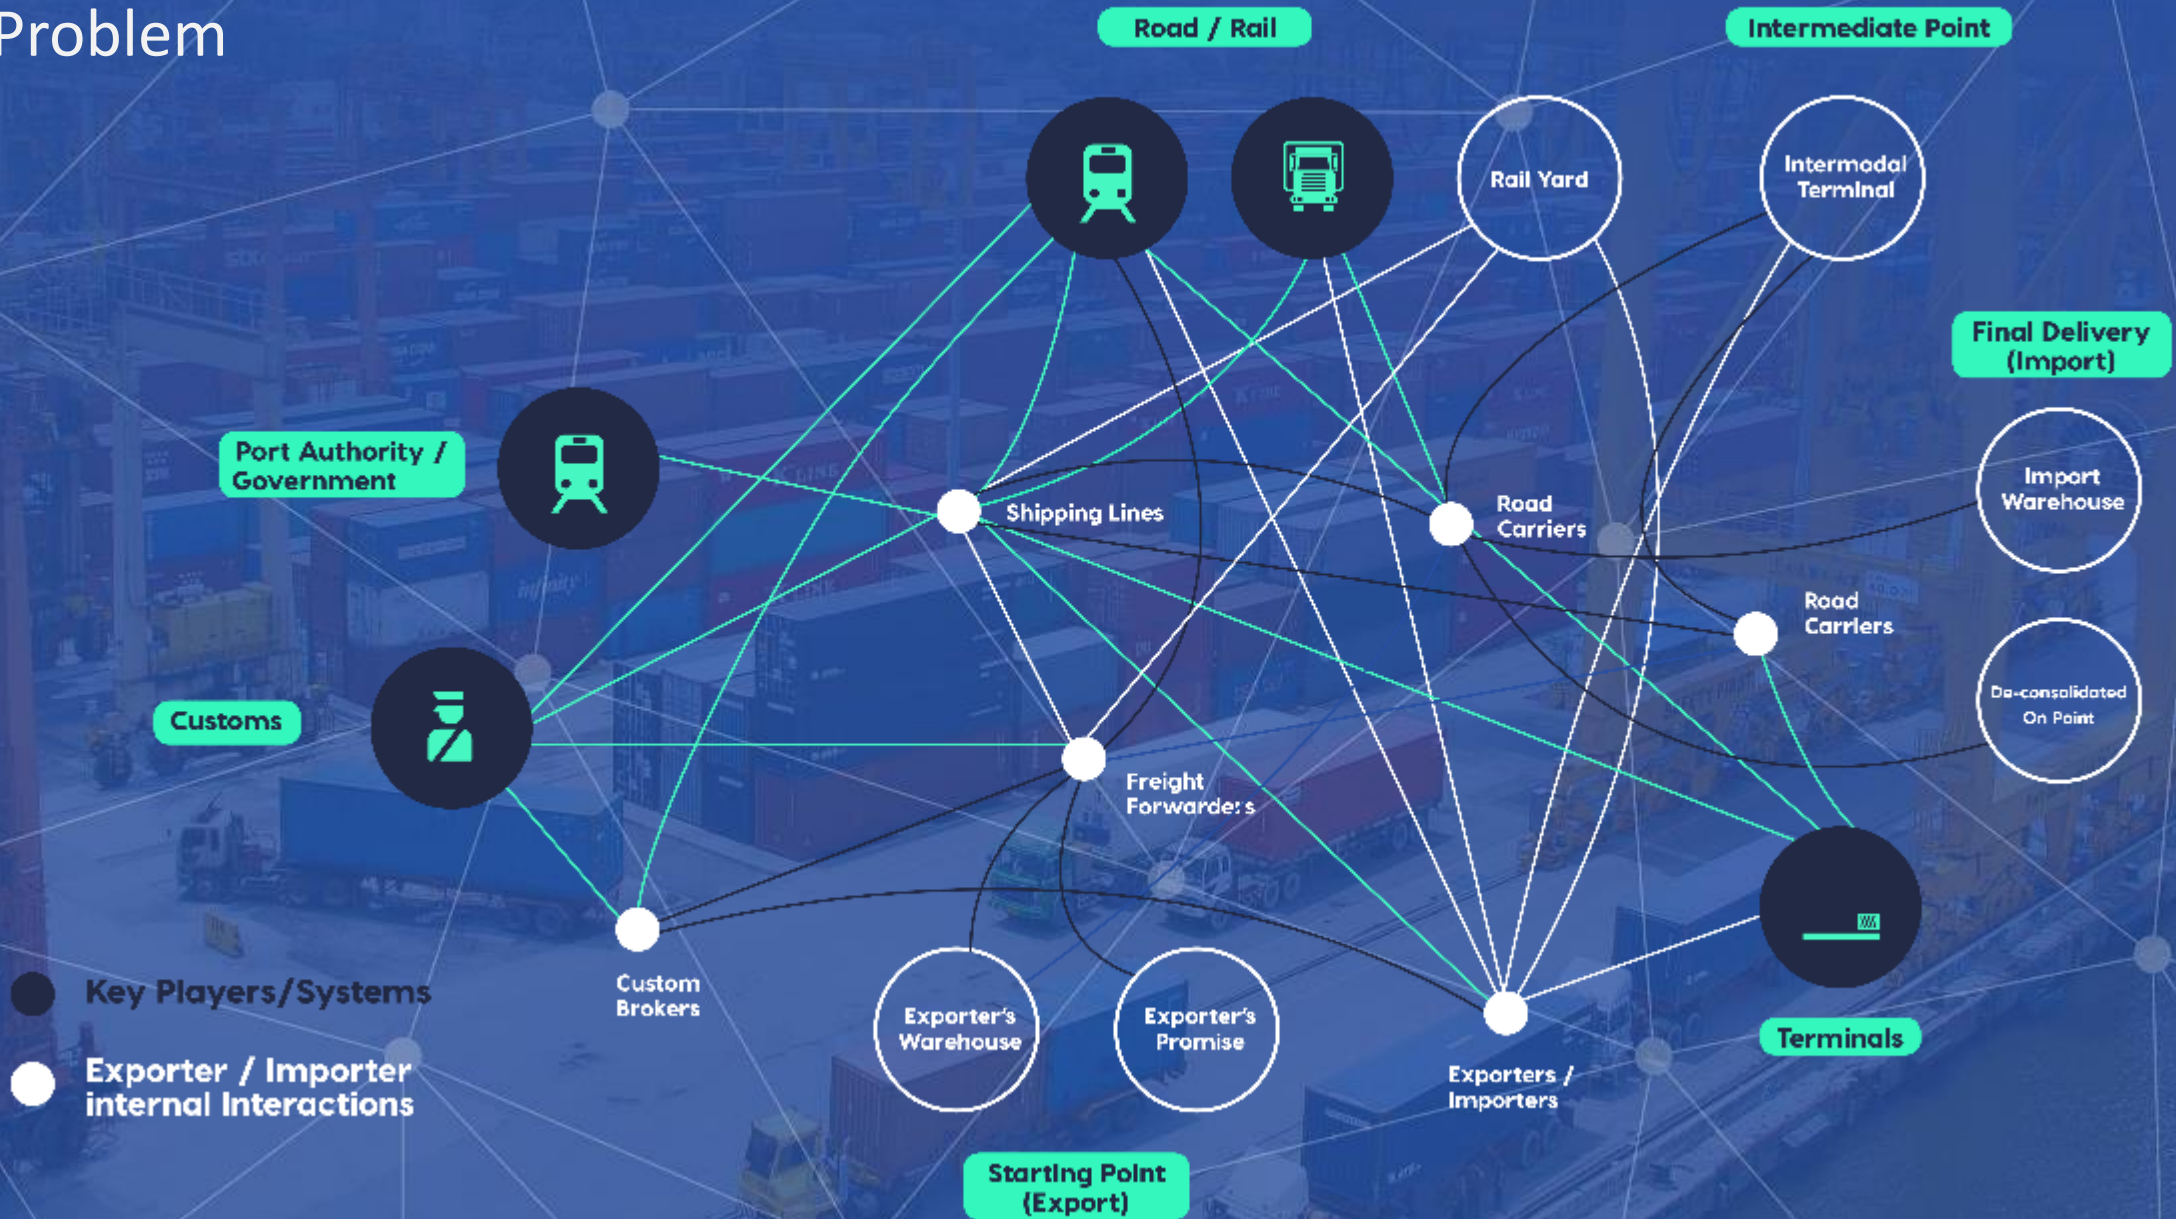 Problem
Road / Rail
Intermediate Point
Rail Yard
Intermodal
Terminal
Final Delivery
(Import)
Port Authority /
Government
Import
Warehouse
Shipping Lines
Road
Carriers
Road
Carriers
De-consolidated
On Point
Customs
Freight
Forwarders
Custom
Brokers
Key Players/Systems
Exporter / Importer
internal Interactions
Exporter's
Warehouse
Exporter's
Promise
Exporters /
Importers
Terminals
Starting Point
(Export)
infinity